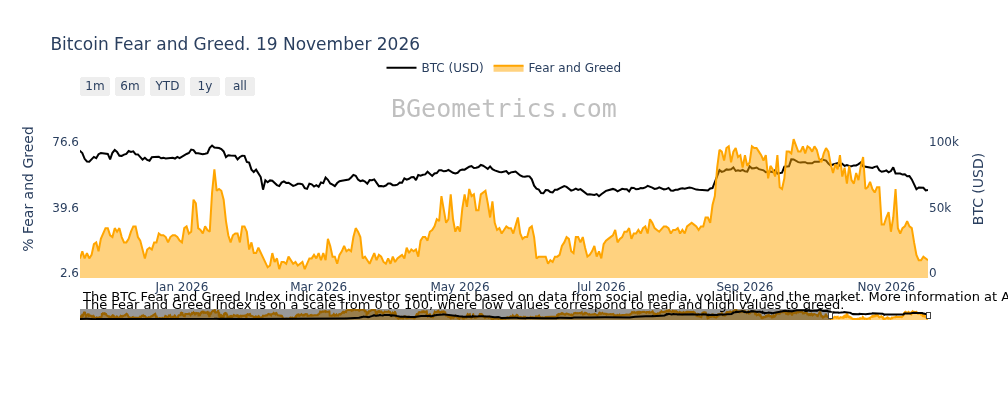 Bitcoin Fear and Greed. 19 November 2026
BTC (USD) Fear and Greed
1m 6m YTD 1y all
BGeometrics.com
76.6 100k
39.6 50k
2.6 0
% Fear and Greed
BTC (USD)
Jan 2026 Mar 2026 May 2026 Jul 2026 Sep 2026 Nov 2026
The BTC Fear and Greed Index indicates investor sentiment based on data from social media, volatility, and the market. More information at A
The Fear and Greed Index is on a scale from 0 to 100, where low values correspond to fear and high values to greed.